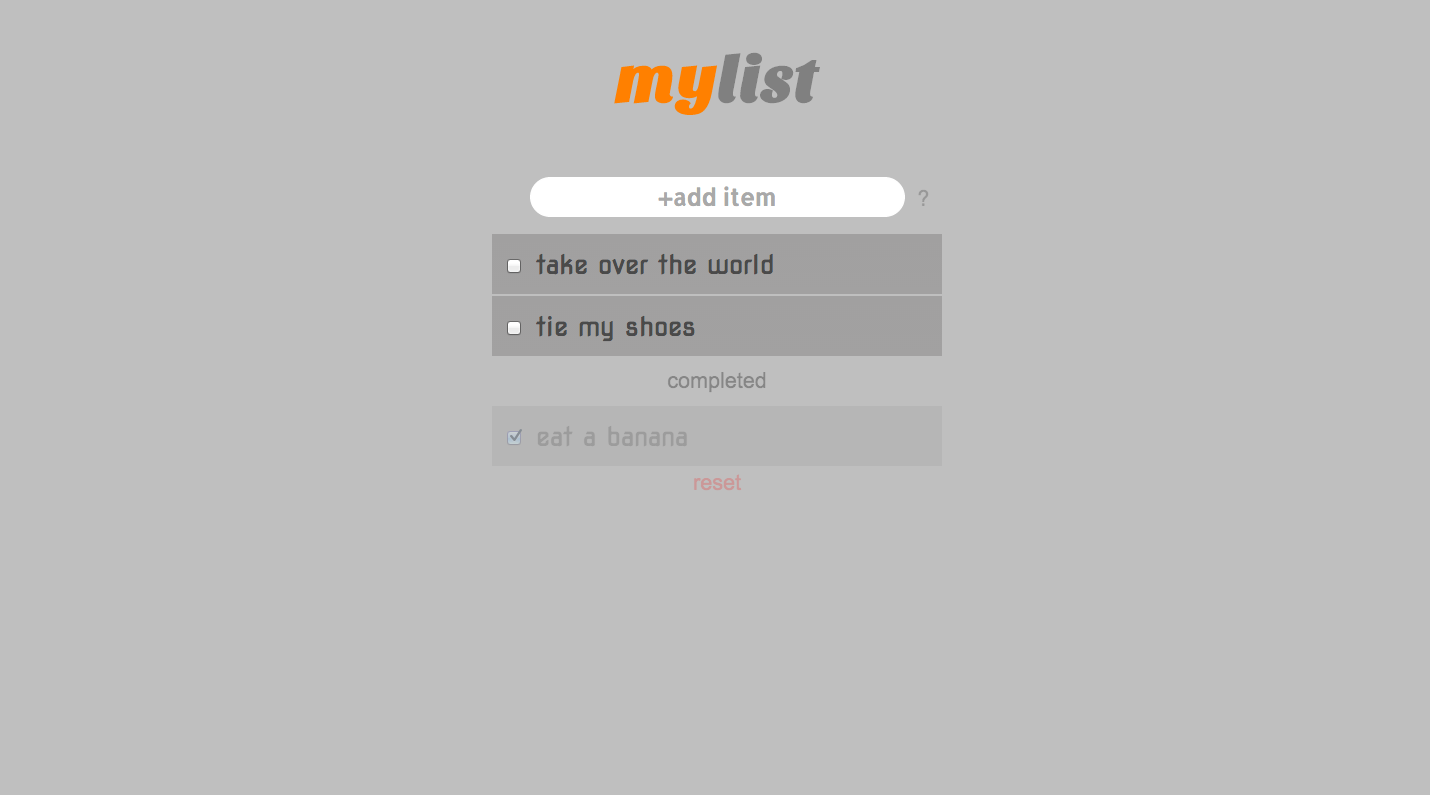 mylist
+add item ?
take over the world
tie my shoes
completed
eat a banana
reset